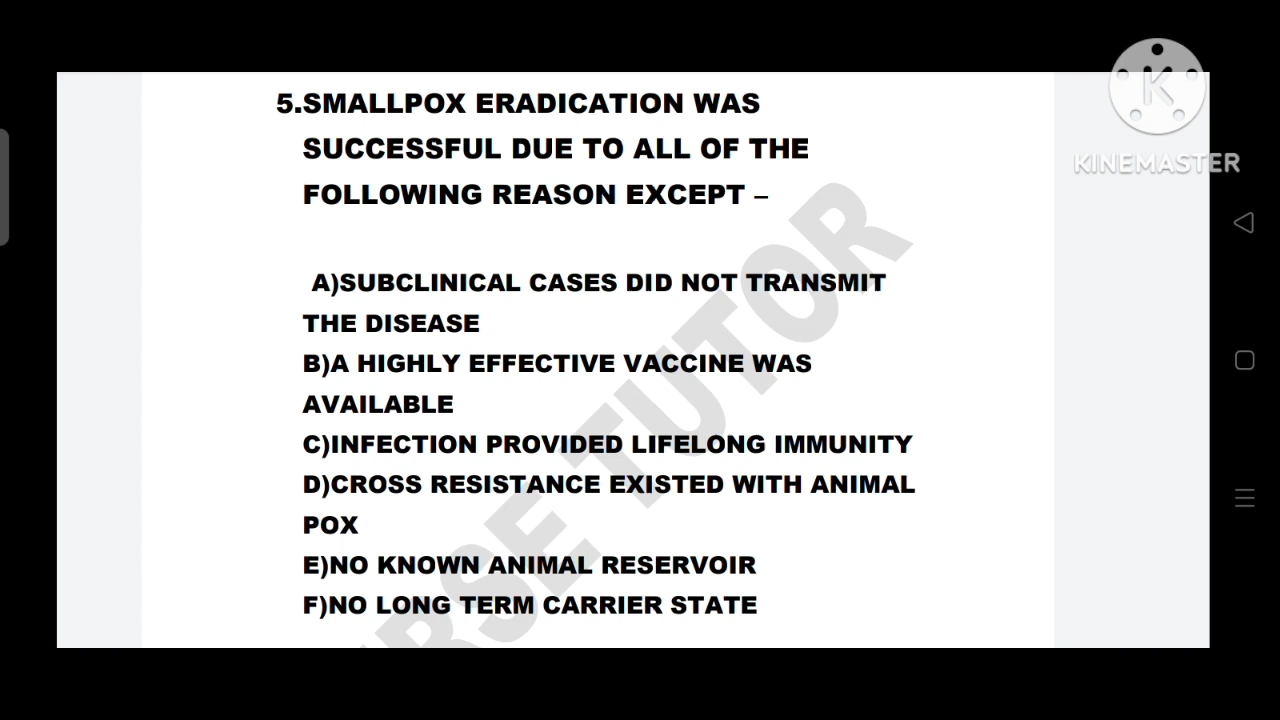 5.SMALLPOX ERADICATION WAS
SUCCESSFUL DUE TO ALL OF THE
FOLLOWING REASON EXCEPT –
A)SUBCLINICAL CASES DID NOT TRANSMIT
THE DISEASE
B)A HIGHLY EFFECTIVE VACCINE WAS
AVAILABLE
C)INFECTION PROVIDED LIFELONG IMMUNITY
D)CROSS RESISTANCE EXISTED WITH ANIMAL
POX
E)NO KNOWN ANIMAL RESERVOIR
F)NO LONG TERM CARRIER STATE
K
KINEMASTER
RSE TUTOR